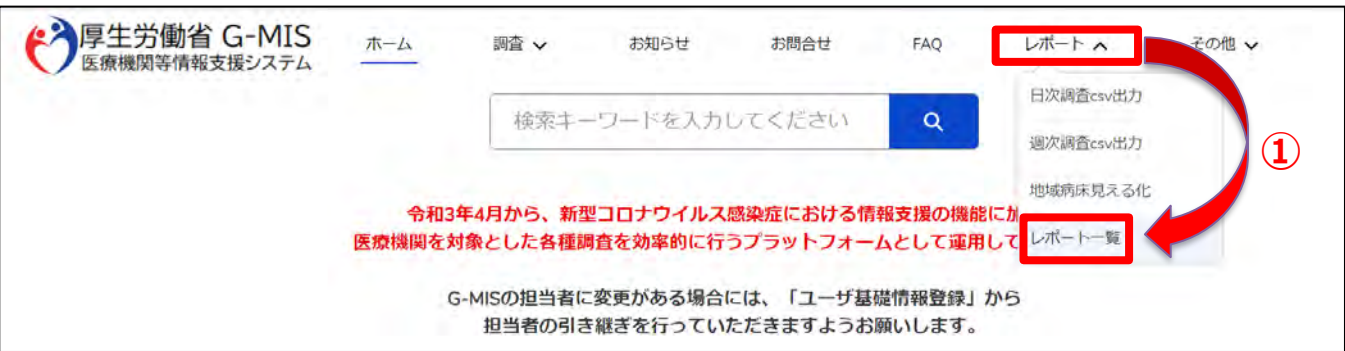 厚生労働省 G-MIS
医療機関等情報支援システム
ホーム
調査
お知らせ
お問合せ
FAQ
レポート
その他
検索キーワードを入力してください
日次調査csv出力
週次調査csv出力
地域病床見える化
レポート一覧
①
令和3年4月から、新型コロナウイルス感染症における情報支援の機能に
医療機関を対象とした各種調査を効率的に行うプラットフォームとして運用して
G-MISの担当者に変更がある場合には、「ユーザ基礎情報登録」から
担当者の引き継ぎを行っていただきますようお願いします。